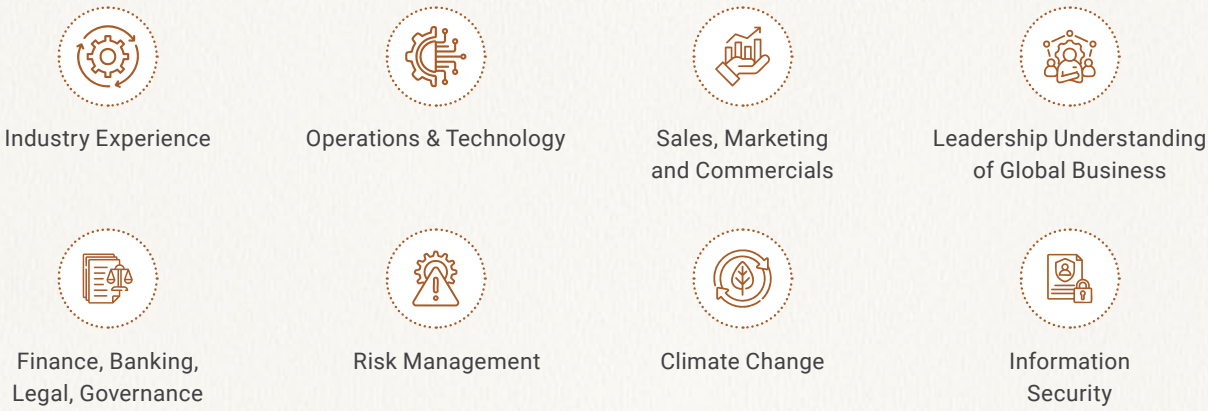 Industry Experience
Operations & Technology
Sales, Marketing
and Commercials
Leadership Understanding
of Global Business
Finance, Banking,
Legal, Governance
Risk Management
Climate Change
Information
Security